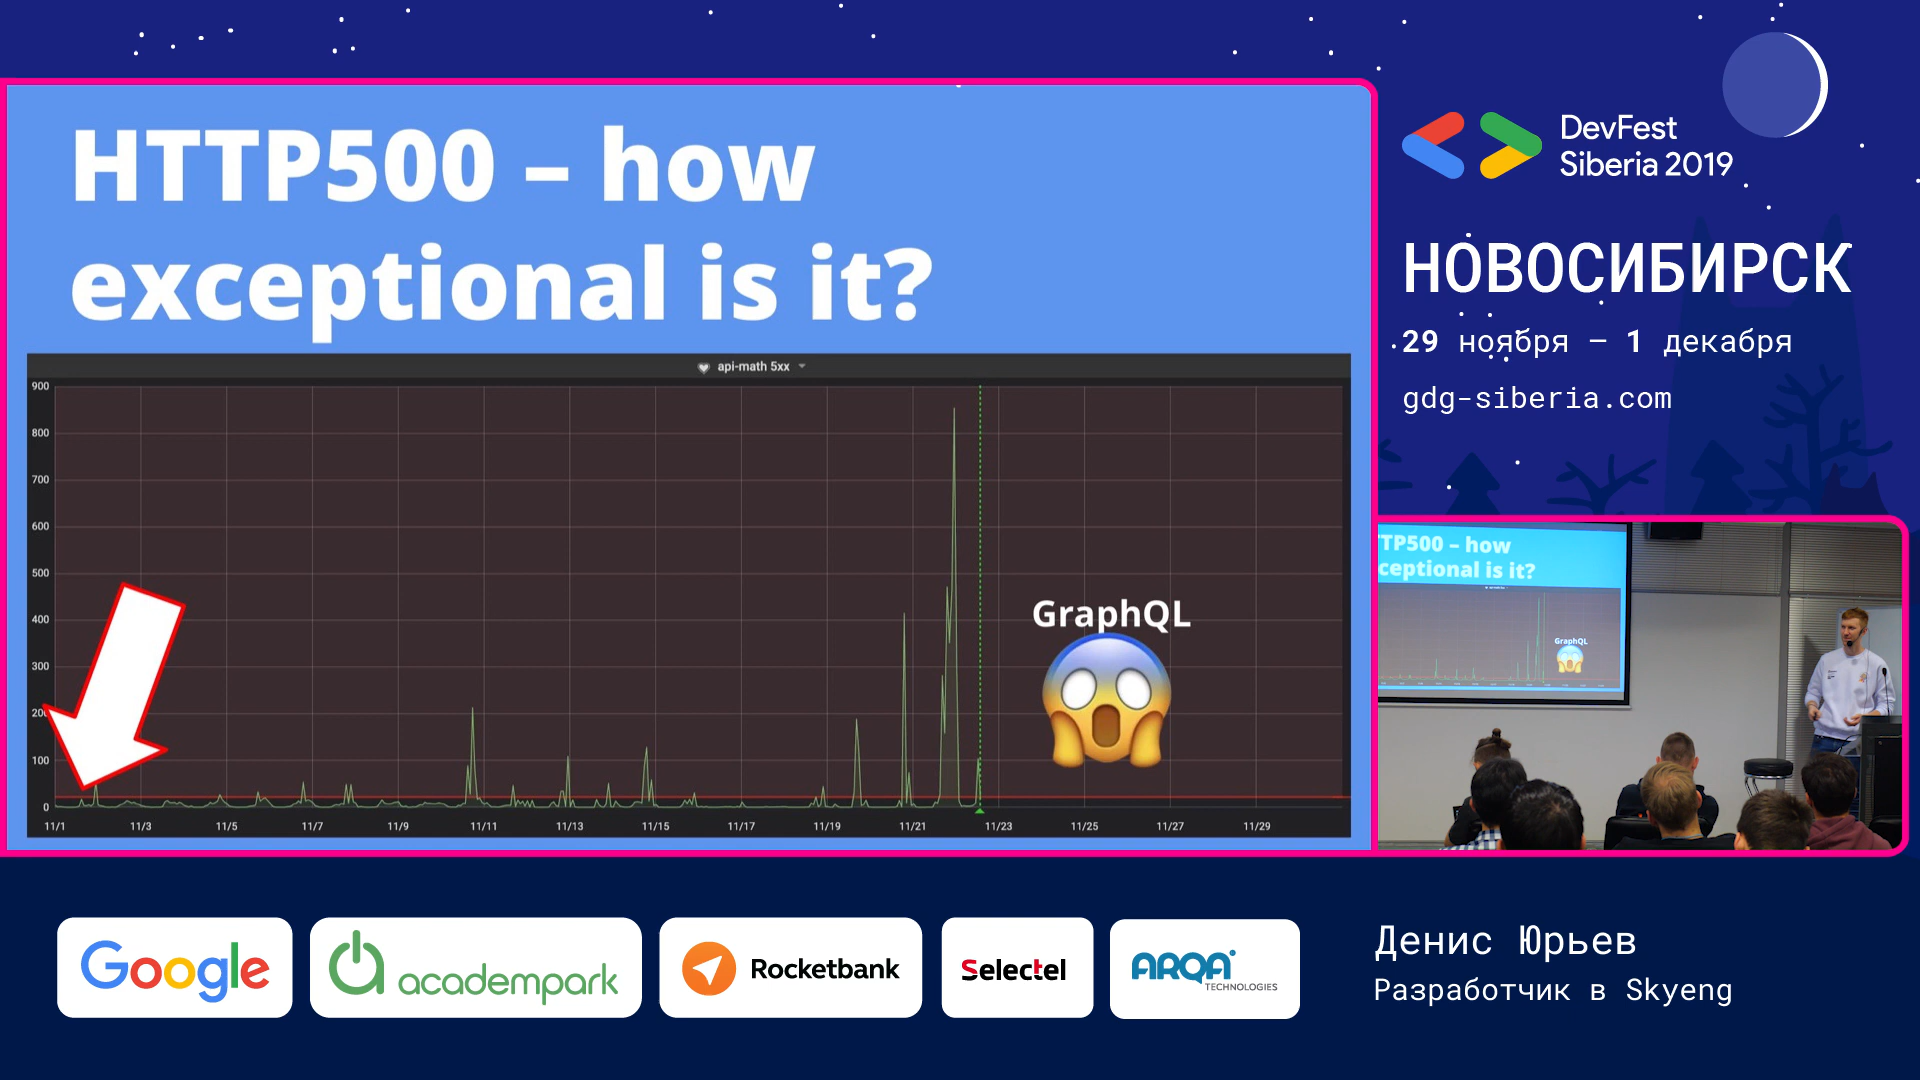 HTTP500 – how
exceptional is it?
api-math 5xx
900
800
700
600
500
400
300
200
100
0
11/1 11/3 11/5 11/7 11/9 11/11 11/13 11/15 11/17 11/19 11/21 11/23 11/25 11/27 11/29
GraphQL
DevFest
Siberia 2019
НОВОСИБИРСК
29 ноября – 1 декабря
gdg-siberia.com
TP500 – how
ceptional is it?
GraphQL
Google
academpark
Rocketbank
Selectel
ARQA
TECHNOLOGIES
Денис Юрьев
Разработчик в Skyeng